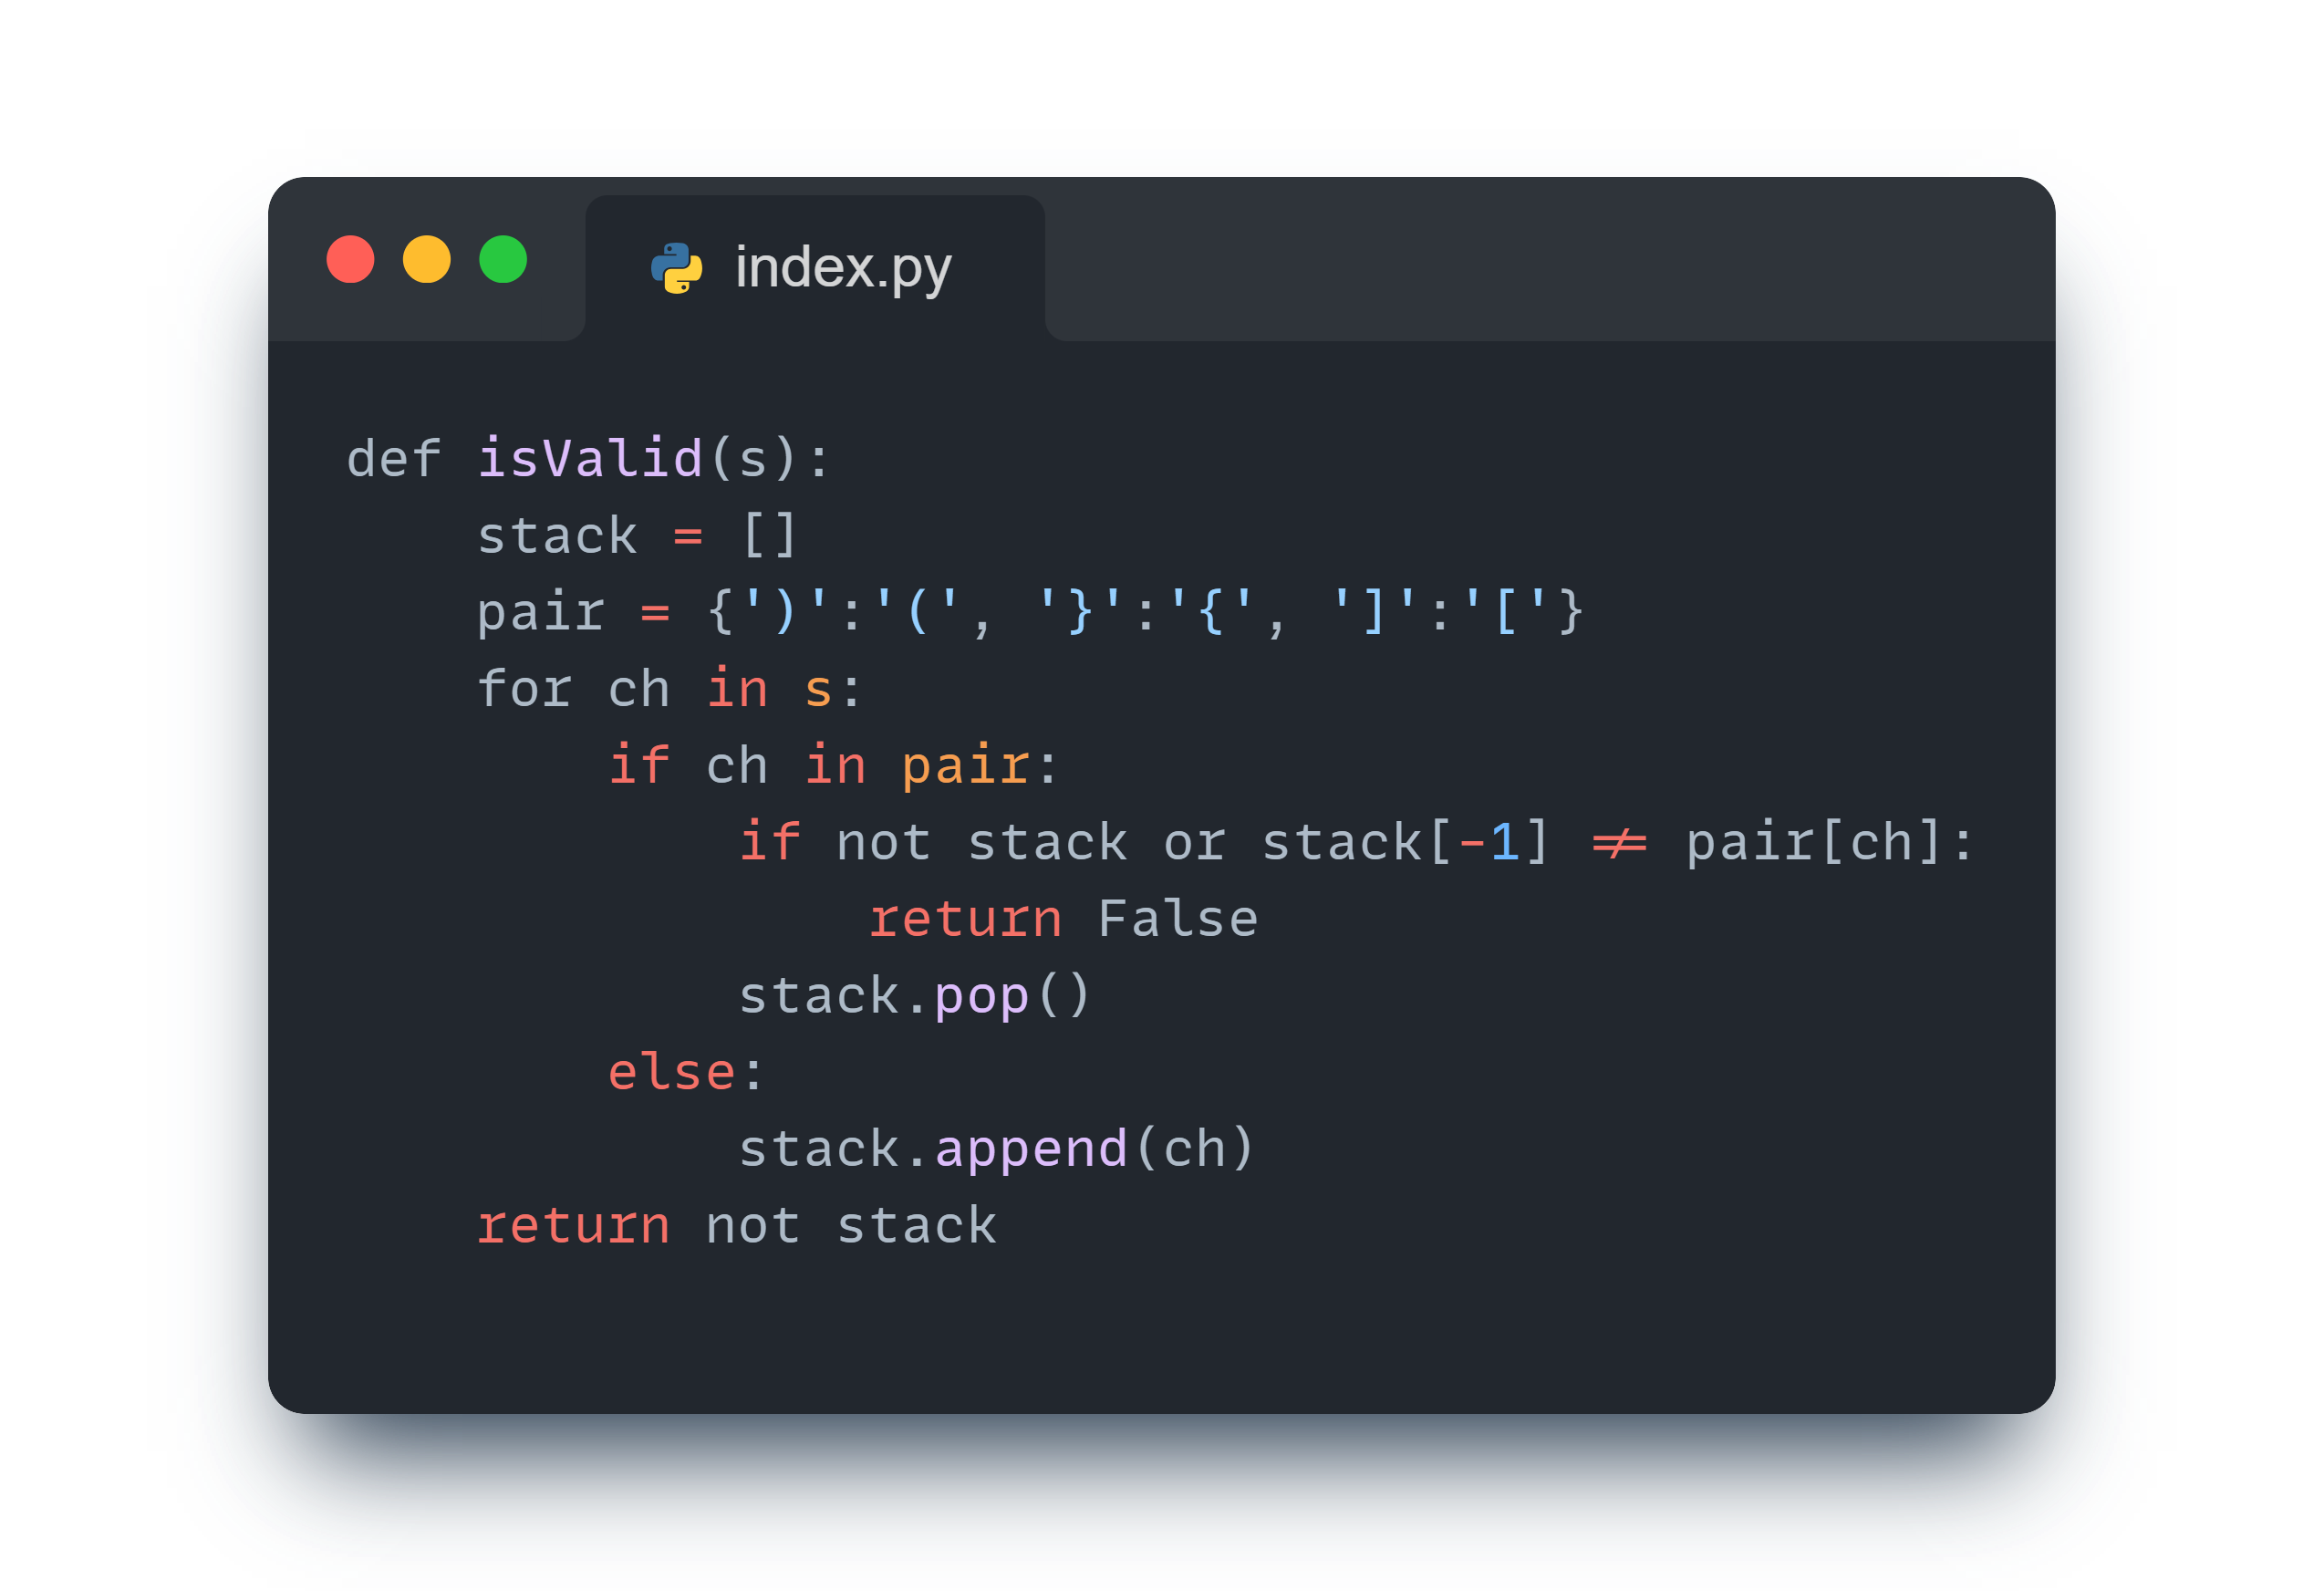 index.py
def isValid(s):
    stack = []
    pair = {')':'(', '}':'{', ']':'['}
    for ch in s:
        if ch in pair:
            if not stack or stack[-1] != pair[ch]:
                return False
            stack.pop()
        else:
            stack.append(ch)
    return not stack